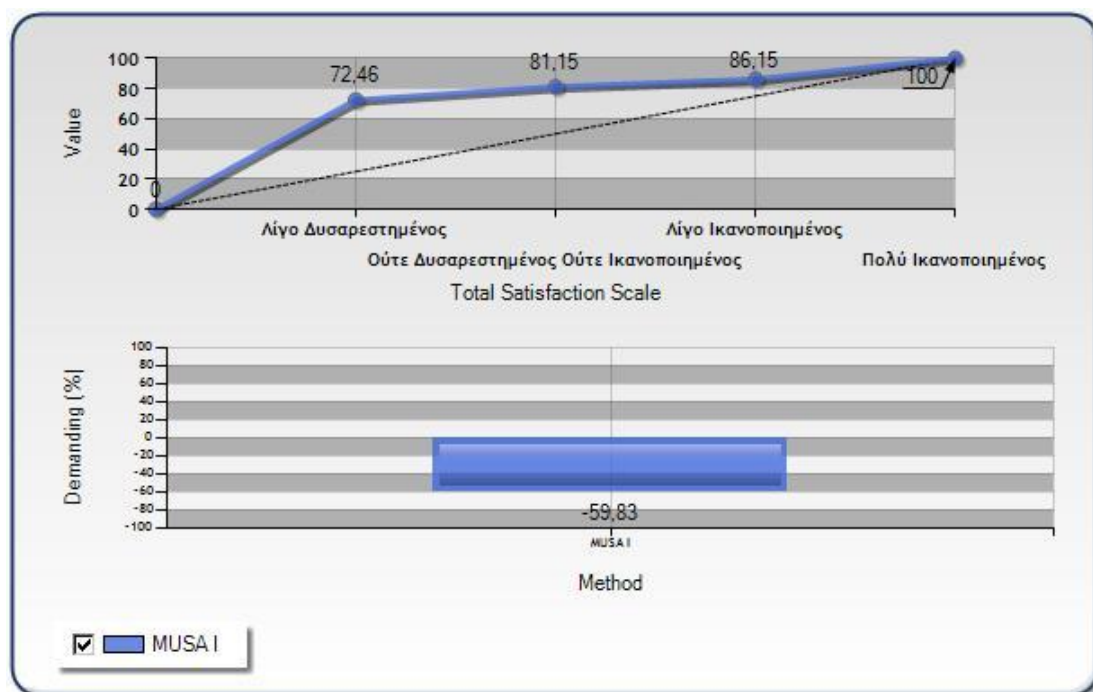 100
80
60
40
20
0
Value
0
72,46
81,15
86,15
100
Λίγο Δυσαρεστημένος
Λίγο Ικανοποιημένος
Ούτε Δυσαρεστημένος Ούτε Ικανοποιημένος
Πολύ Ικανοποιημένος
Total Satisfaction Scale
100
80
60
40
20
0
-20
-40
-60
-80
-100
Demanding (%)
-59,83
MUSA I
Method
MUSA I